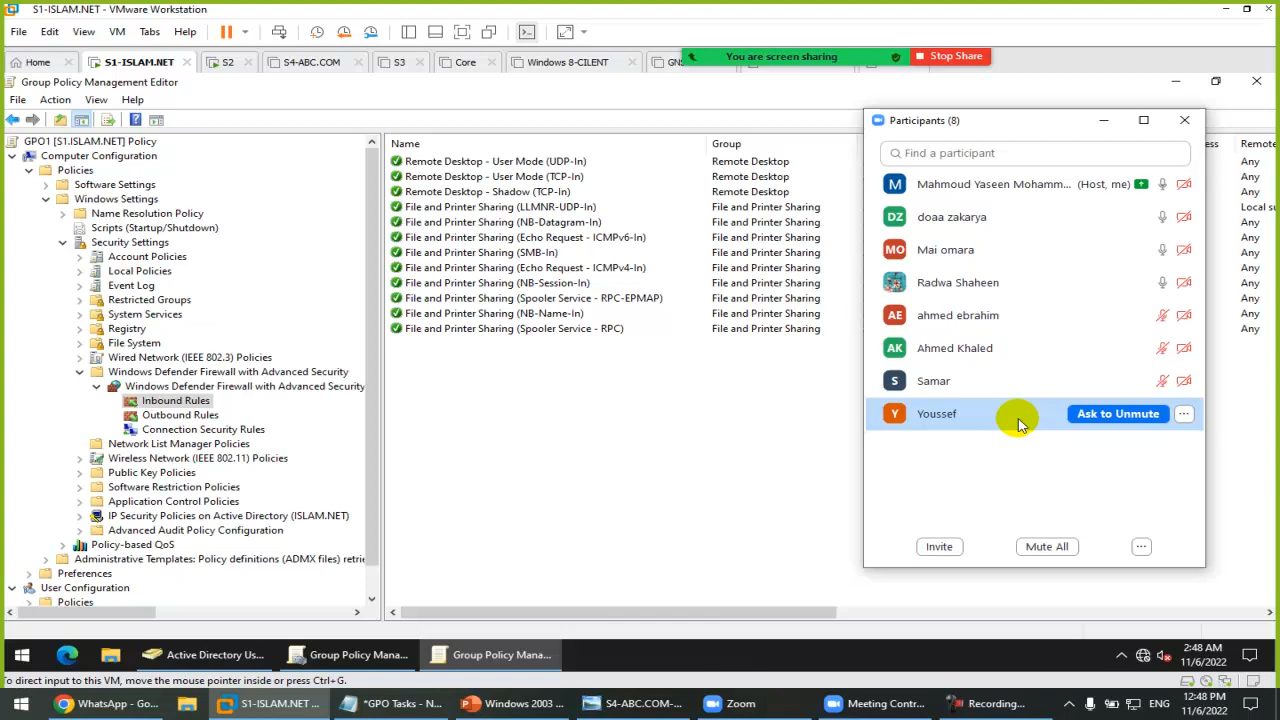 S1-ISLAM.NET - VMware Workstation
File Edit View VM Tabs Help
Home S1-ISLAM.NET S2 S4-ABC.COM S3 Core Windows 8-CILENT
You are screen sharing Stop Share
Group Policy Management Editor
File Action View Help
GPO1 [S1.ISLAM.NET] Policy
Computer Configuration
Policies
Software Settings
Windows Settings
Name Resolution Policy
Scripts (Startup/Shutdown)
Security Settings
Account Policies
Local Policies
Event Log
Restricted Groups
System Services
Registry
File System
Wired Network (IEEE 802.3) Policies
Windows Defender Firewall with Advanced Security
Windows Defender Firewall with Advanced Security
Inbound Rules
Outbound Rules
Connection Security Rules
Network List Manager Policies
Wireless Network (IEEE 802.11) Policies
Public Key Policies
Software Restriction Policies
Application Control Policies
IP Security Policies on Active Directory (ISLAM.NET)
Advanced Audit Policy Configuration
Policy-based QoS
Administrative Templates: Policy definitions (ADMX files) retrie
Preferences
User Configuration
Policies
Name Group
Remote Desktop - User Mode (UDP-In) Remote Desktop Any
Remote Desktop - User Mode (TCP-In) Remote Desktop Any
Remote Desktop - Shadow (TCP-In) Remote Desktop Any
File and Printer Sharing (LLMNR-UDP-In) File and Printer Sharing Local su
File and Printer Sharing (NB-Datagram-In) File and Printer Sharing Any
File and Printer Sharing (Echo Request - ICMPv6-In) File and Printer Sharing Any
File and Printer Sharing (SMB-In) File and Printer Sharing Any
File and Printer Sharing (Echo Request - ICMPv4-In) File and Printer Sharing Any
File and Printer Sharing (NB-Session-In) File and Printer Sharing Any
File and Printer Sharing (Spooler Service - RPC-EPMAP) File and Printer Sharing Any
File and Printer Sharing (NB-Name-In) File and Printer Sharing Any
File and Printer Sharing (Spooler Service - RPC) File and Printer Sharing Any
ess Remote
Participants (8)
Find a participant
M Mahmoud Yaseen Mohamm... (Host, me)
DZ doaa zakarya
MO Mai omara
Radwa Shaheen
AE ahmed ebrahim
AK Ahmed Khaled
S Samar
Y Youssef Ask to Unmute ...
Invite Mute All ...
Active Directory Us... Group Policy Mana... Group Policy Mana...
2:48 AM
11/6/2022
To direct input to this VM, move the mouse pointer inside or press Ctrl+G.
WhatsApp - Go... S1-ISLAM.NET ... *GPO Tasks - N... Windows 2003 ... S4-ABC.COM-... Zoom Meeting Contr... Recording...
ENG
12:48 PM
11/6/2022